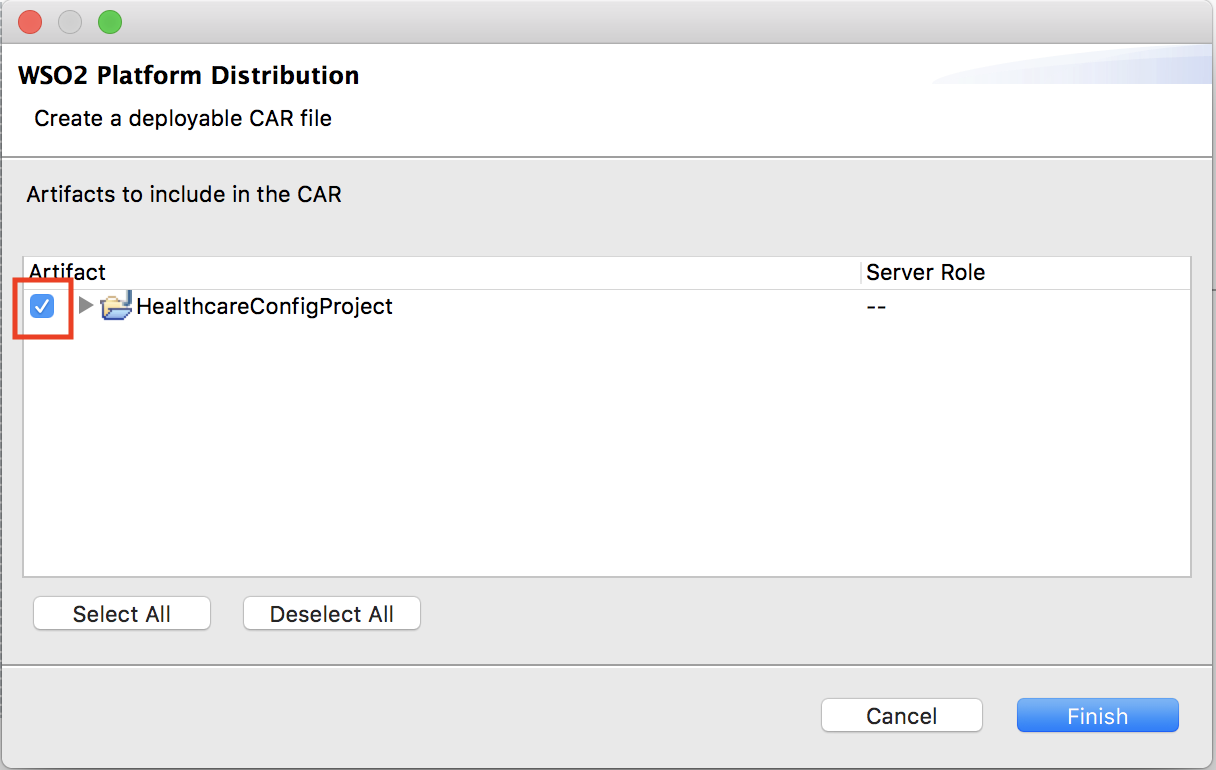 WSO2 Platform Distribution
Create a deployable CAR file
Artifacts to include in the CAR
Artifact Server Role
HealthcareConfigProject --
Select All Deselect All
Cancel Finish